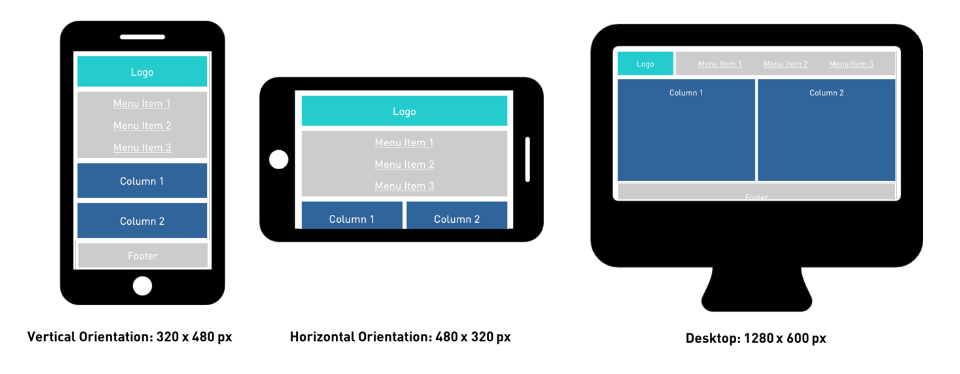 Logo
Menu Item 1
Menu Item 2
Menu Item 3
Column 1
Column 2
Footer
Vertical Orientation: 320 x 480 px
Logo
Menu Item 1
Menu Item 2
Menu Item 3
Column 1 Column 2
Horizontal Orientation: 480 x 320 px
Logo Menu Item 1 Menu Item 2 Menu Item 3
Column 1 Column 2
Footer
Desktop: 1280 x 600 px